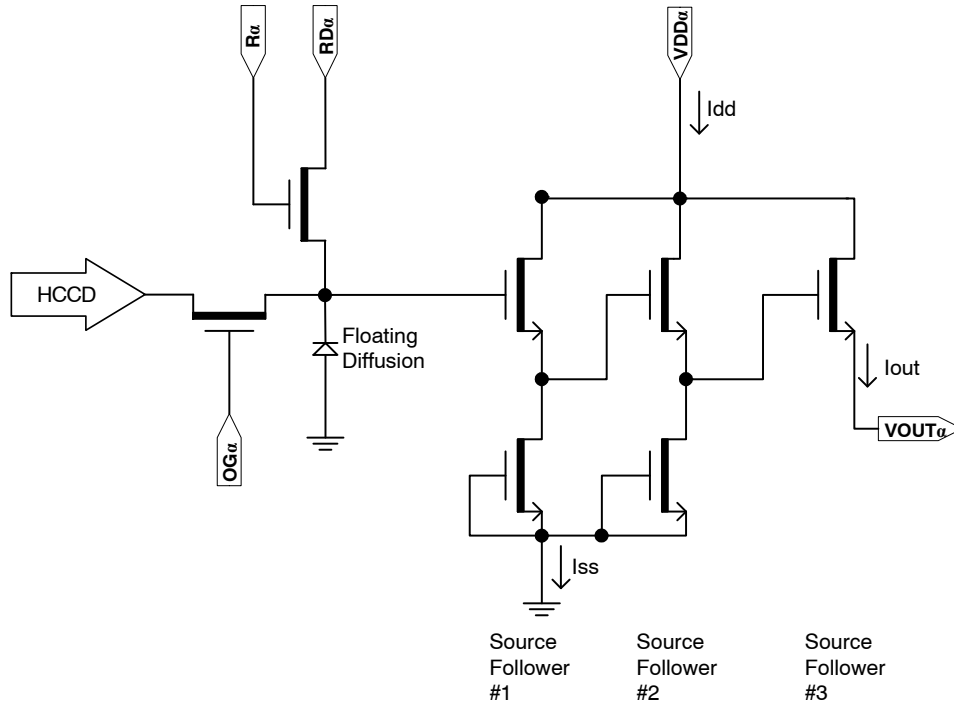 Rα
RDα
VDDα
Idd
HCCD
Floating
Diffusion
Iout
VOUTα
OGα
Iss
Source
Follower
#1
Source
Follower
#2
Source
Follower
#3